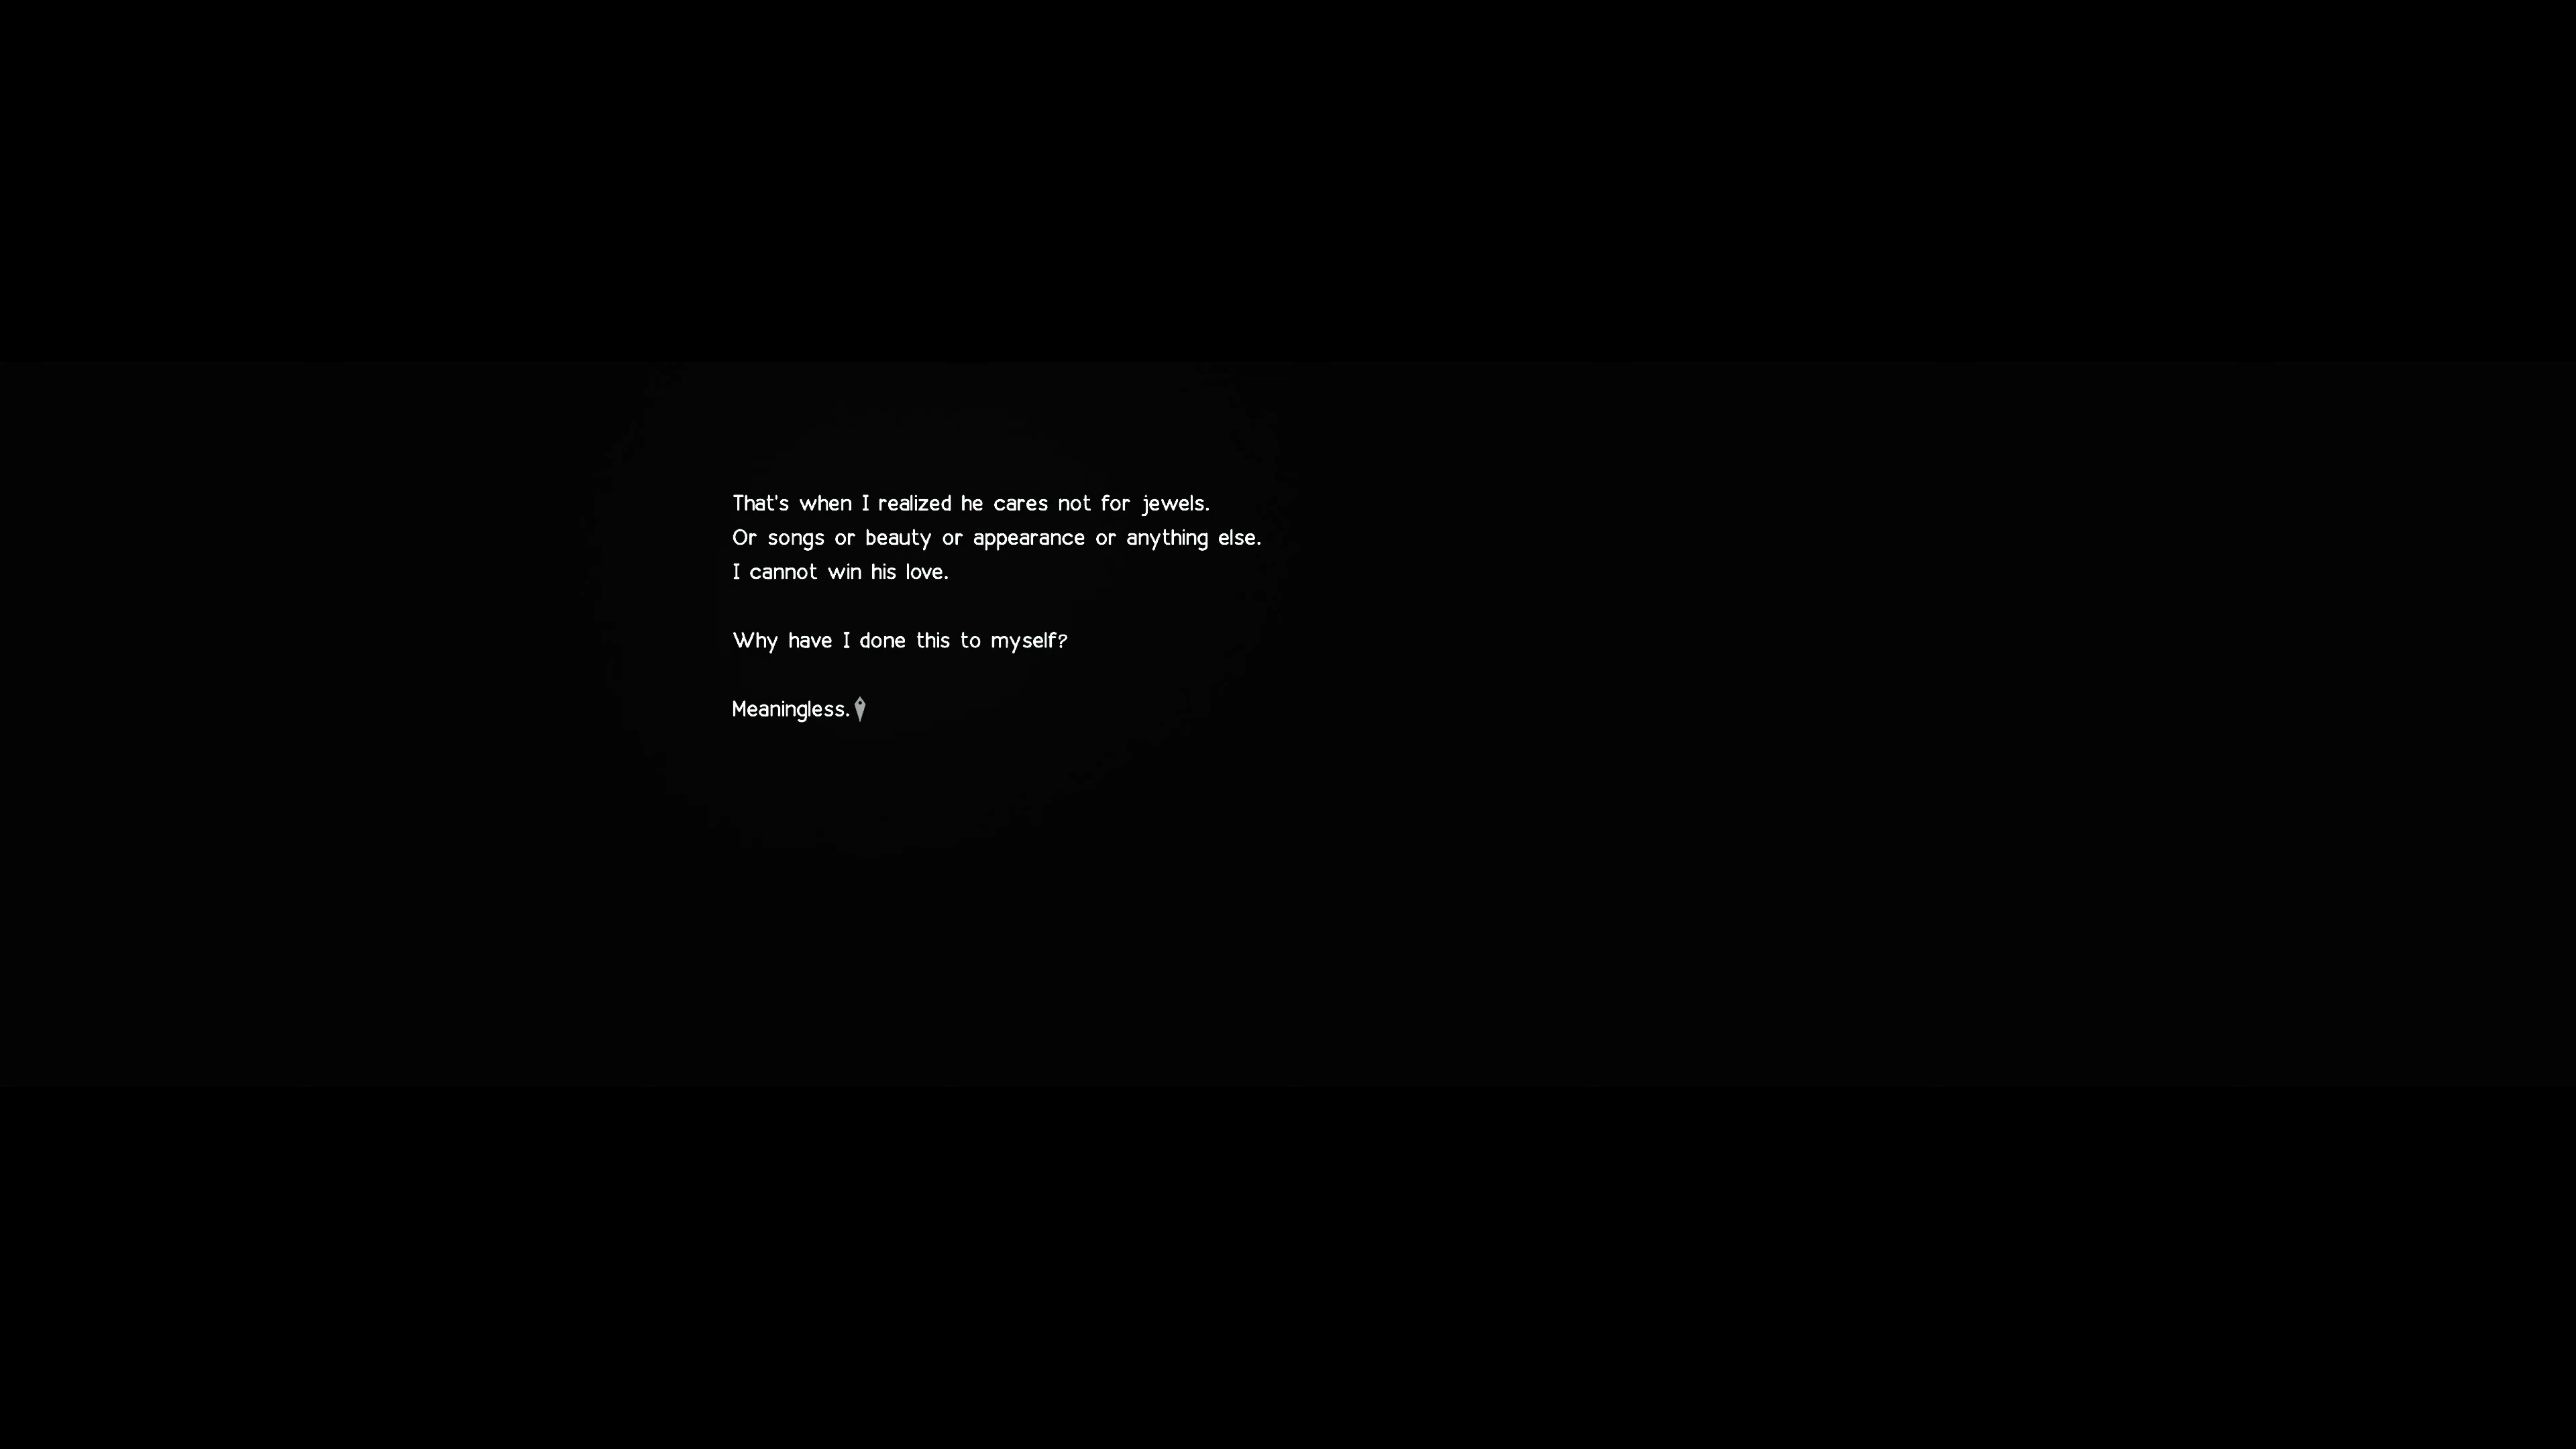 That's when I realized he cares not for jewels.
Or songs or beauty or appearance or anything else.
I cannot win his love.
Why have I done this to myself?
Meaningless.